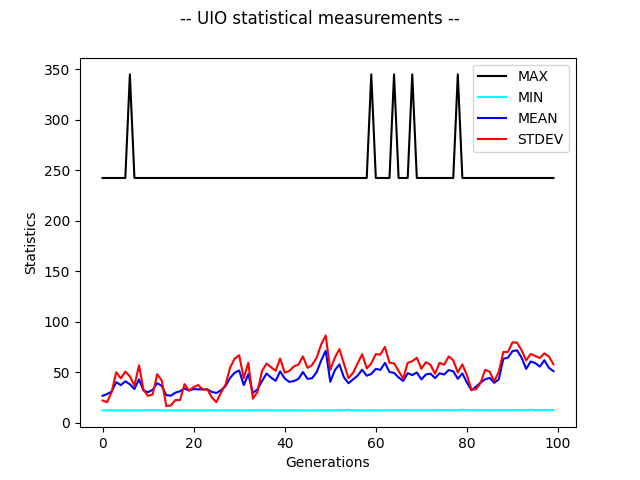 -- UIO statistical measurements --
350
300
250
200
150
100
50
0
Statistics
MAX
MIN
MEAN
STDEV
0 20 40 60 80 100
Generations